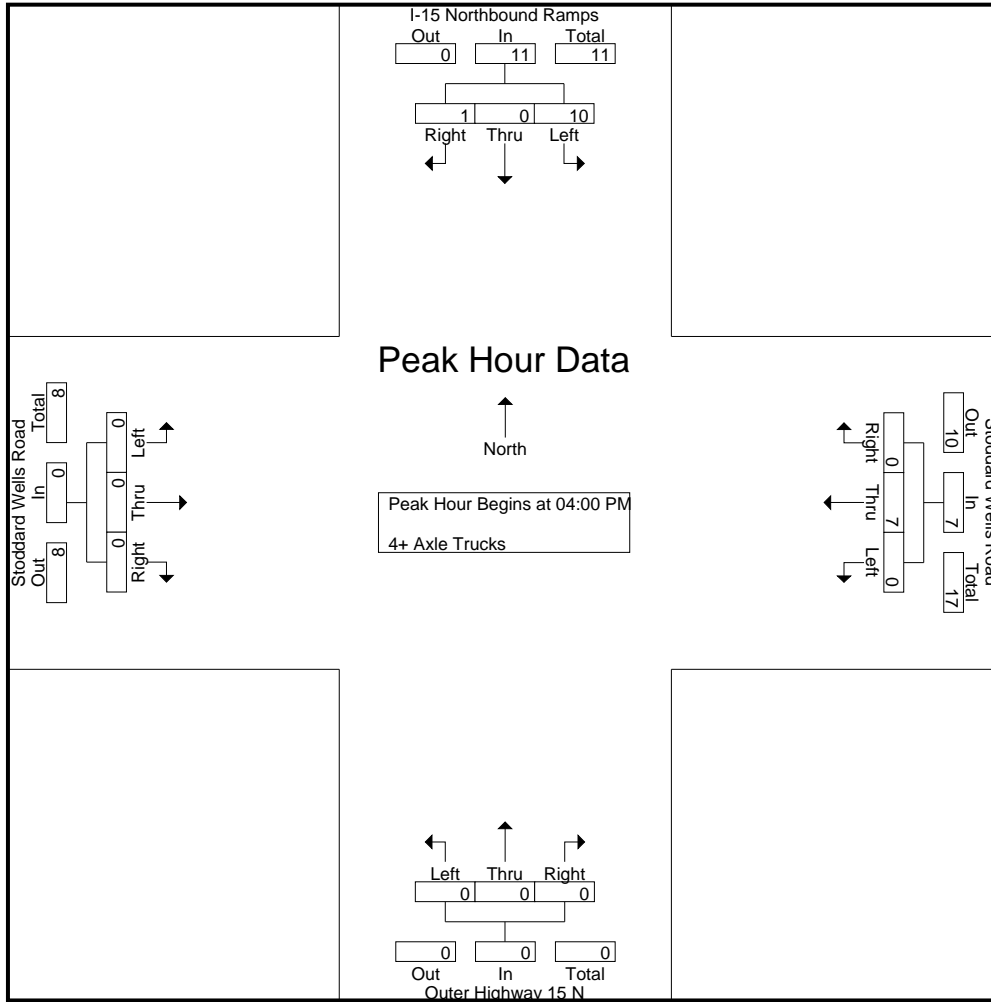 I-15 Northbound Ramps
Out In Total
0 11 11
1 0 10
Right Thru Left
Peak Hour Data
North
Peak Hour Begins at 04:00 PM
4+ Axle Trucks
Stoddard Wells Road
Out In Total
8 0 8
Right Thru Left
0 0 0
Stoddard Wells Road
Out In Total
10 7 17
Right Thru Left
0 7 0
Left Thru Right
0 0 0
0 0 0
Out In Total
Outer Highway 15 N